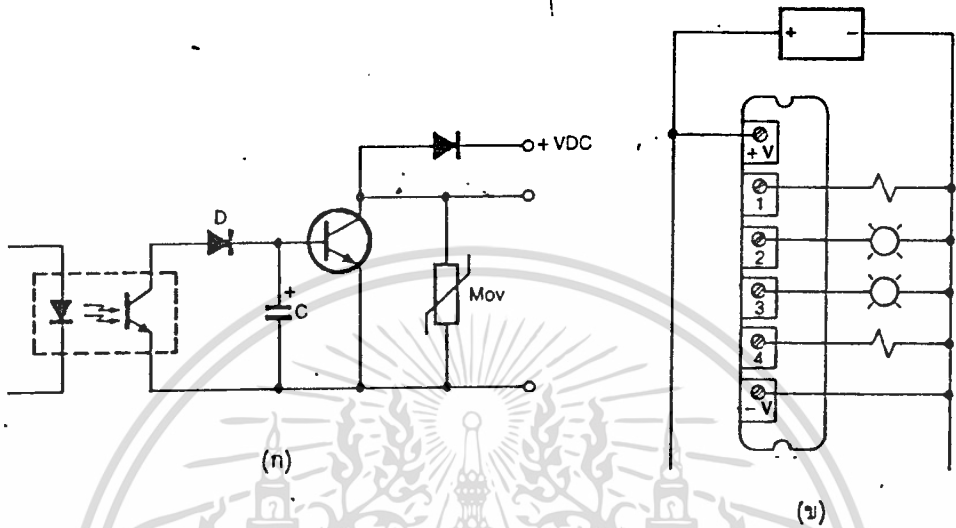 + VDC
D
C
+
Mov
(ก)
+ −
+ V
1
2
3
4
− V
(ข)